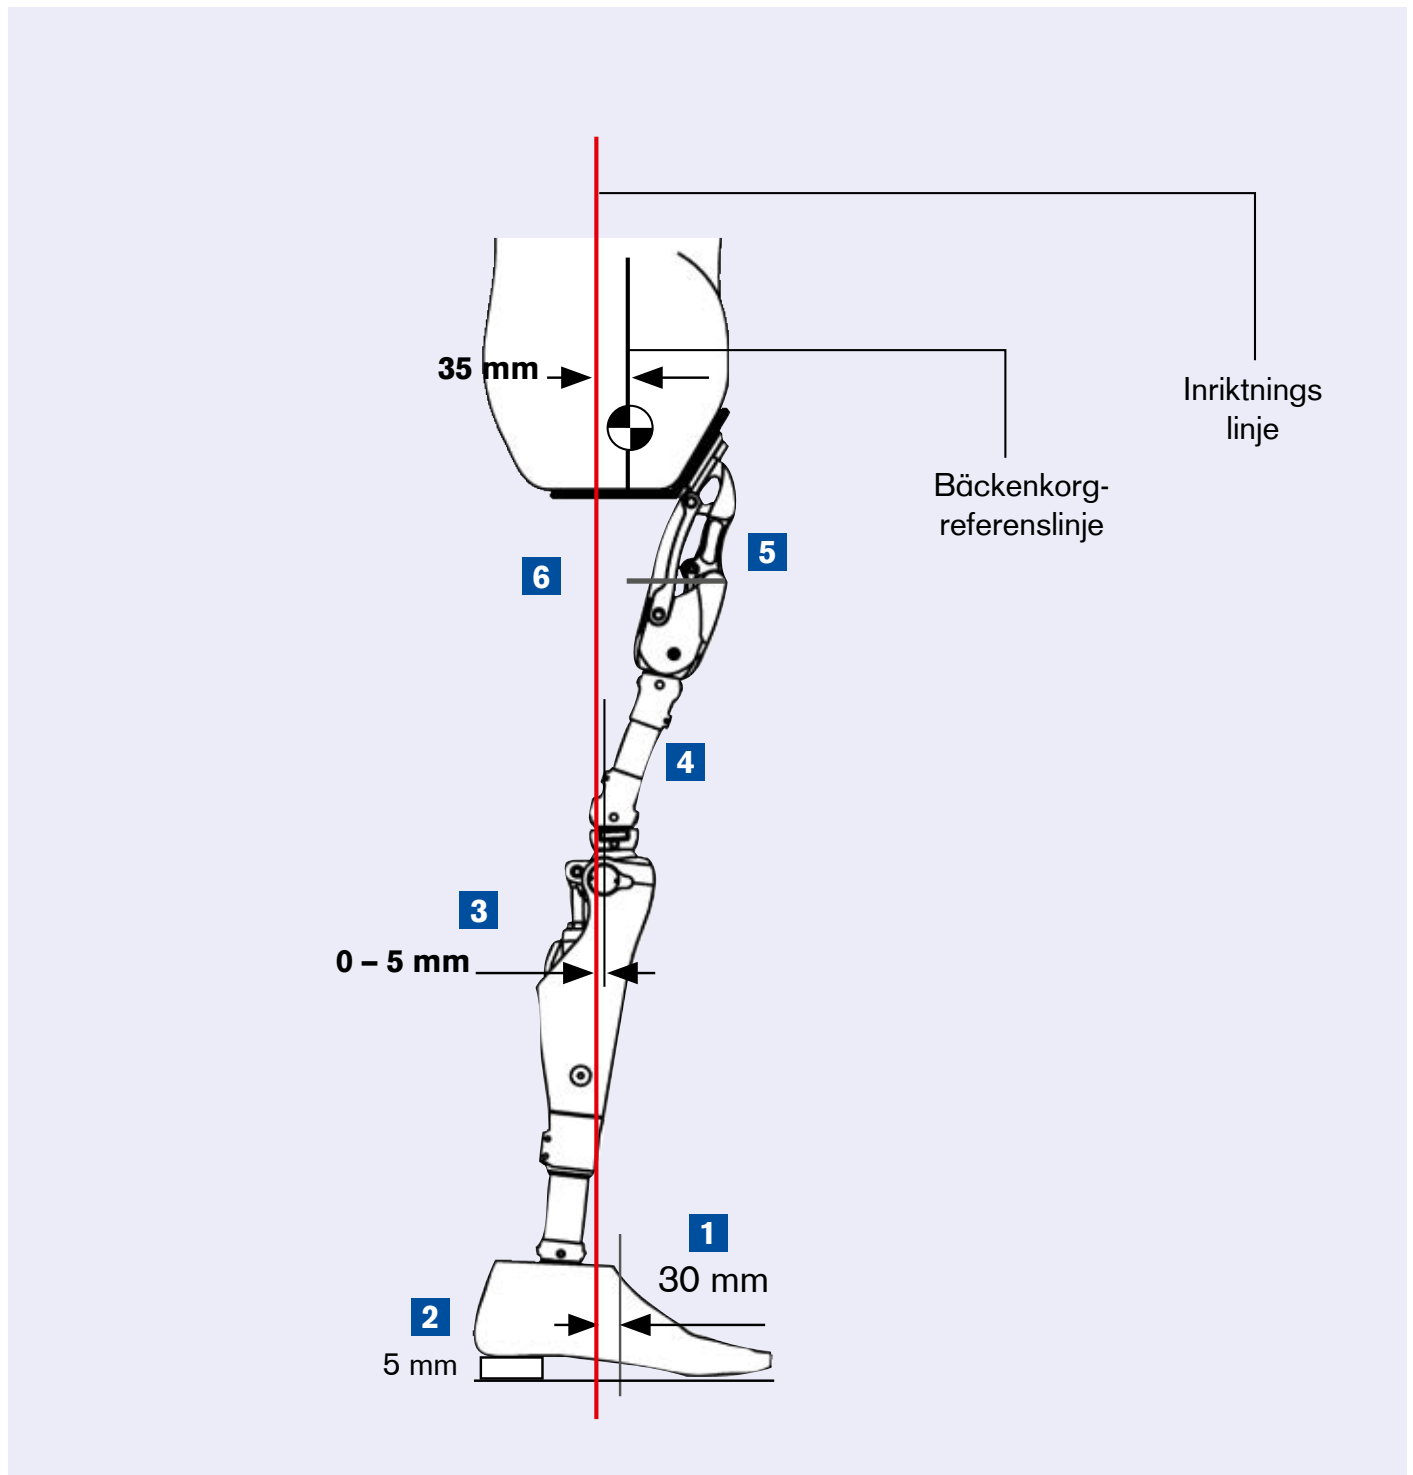 35 mm
Inriktnings
linje
Bäckenkorg-
referenslinje
5
6
4
3
0 – 5 mm
1
30 mm
2
5 mm